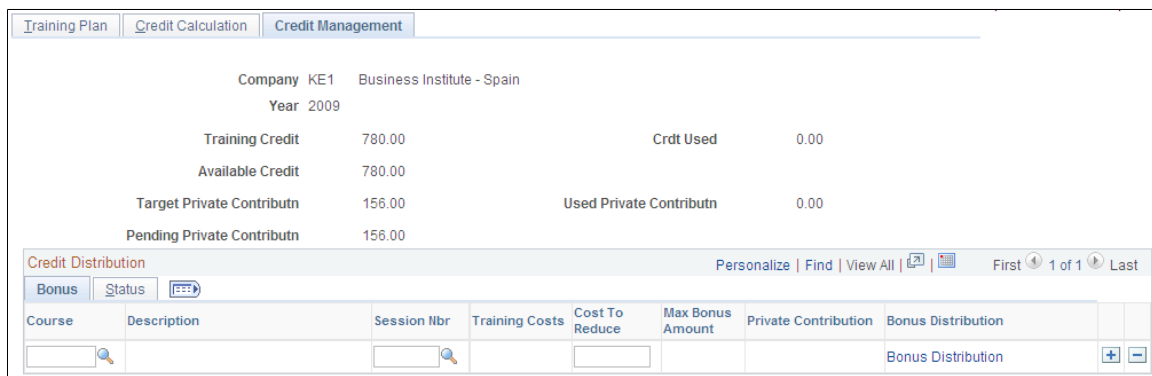 Training Plan Credit Calculation Credit Management
Company KE1 Business Institute - Spain
Year 2009
Training Credit 780.00 Crdt Used 0.00
Available Credit 780.00
Target Private Contributn 156.00 Used Private Contributn 0.00
Pending Private Contributn 156.00
Credit Distribution Personalize | Find | View All | | First 1 of 1 Last
Bonus Status
Course Description Session Nbr Training Costs Cost To Reduce Max Bonus Amount Private Contribution Bonus Distribution
Bonus Distribution